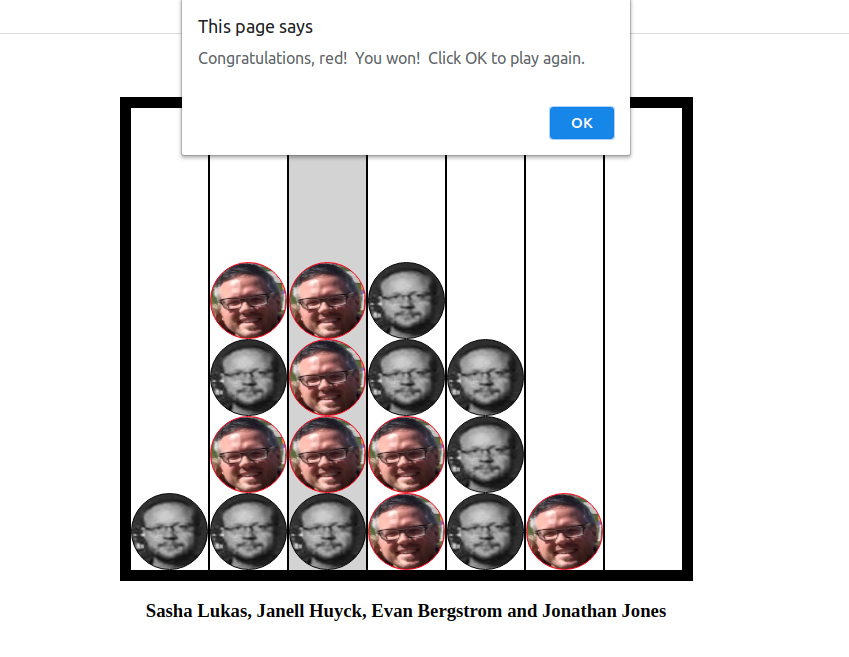 This page says
Congratulations, red!  You won!  Click OK to play again.
OK
Sasha Lukas, Janell Huyck, Evan Bergstrom and Jonathan Jones